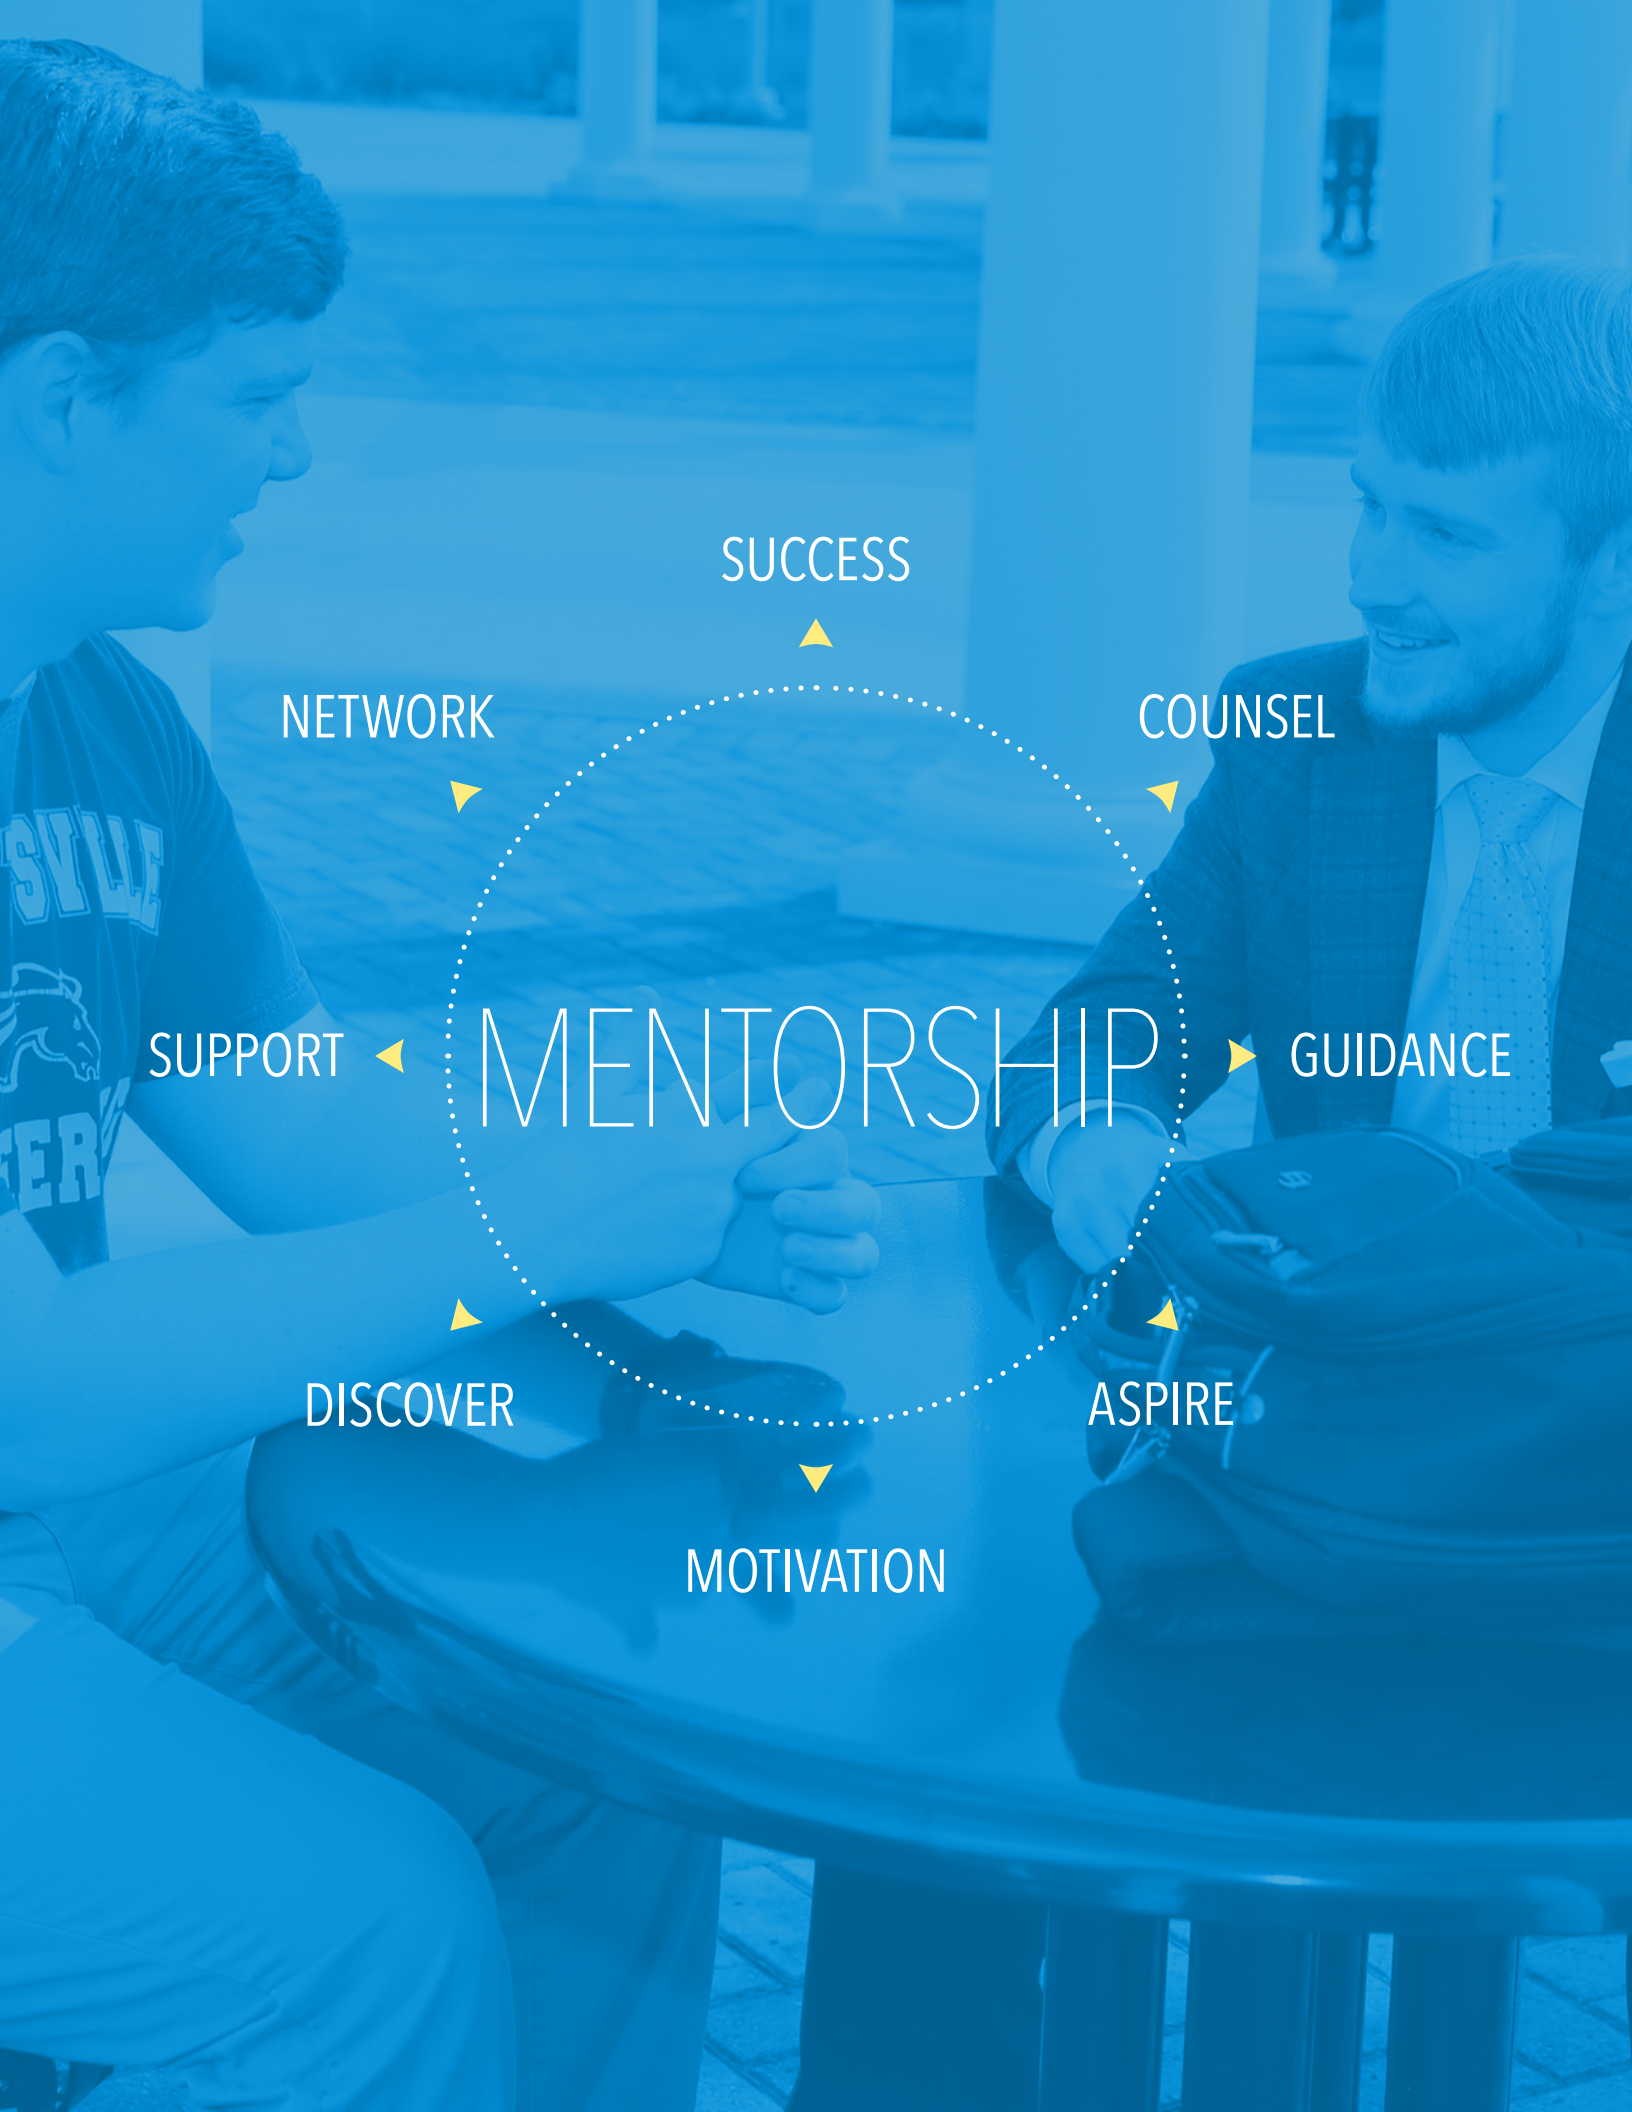 SUCCESS
NETWORK
COUNSEL
SUPPORT
MENTORSHIP
GUIDANCE
DISCOVER
ASPIRE
MOTIVATION